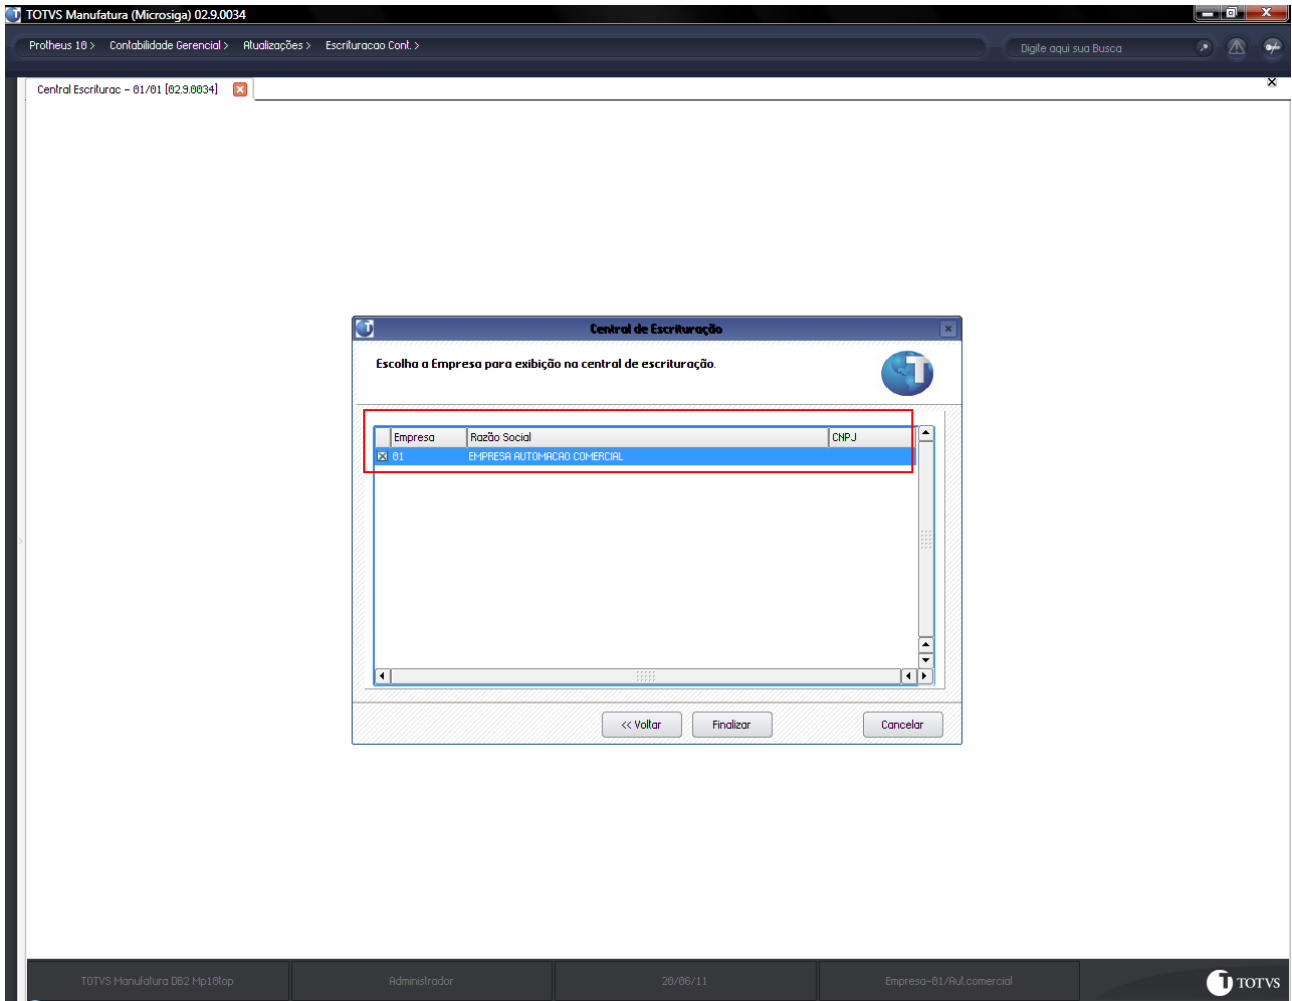 TOTVS Manufatura (Microsiga) 02.9.0034
Protheus 10 > Contabilidade Gerencial > Atualizações > Escrituracao Cont. >
Digite aqui sua Busca
Central Escriturac - 01/01 [02.9.0034]
Central de Escrituração
Escolha a Empresa para exibição na central de escrituração.
Empresa Razão Social CNPJ
01 EMPRESA AUTOMACAO COMERCIAL
<< Voltar Finalizar Cancelar
TOTVS Manufatura DB2 Mp10top Administrador 20/06/11 Empresa-01/Aut.comercial TOTVS